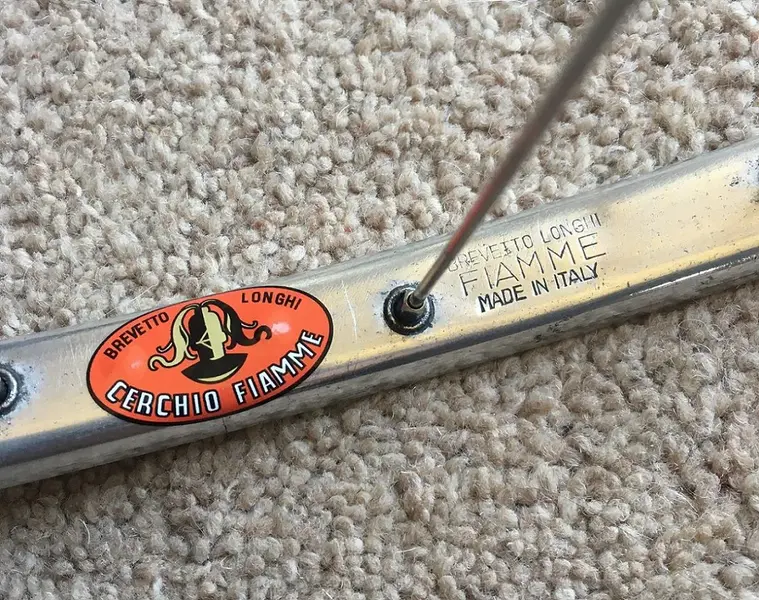 BREVETTO LONGHI
CERCHIO FIAMME
BREVETTO LONGHI
FIAMME
MADE IN ITALY